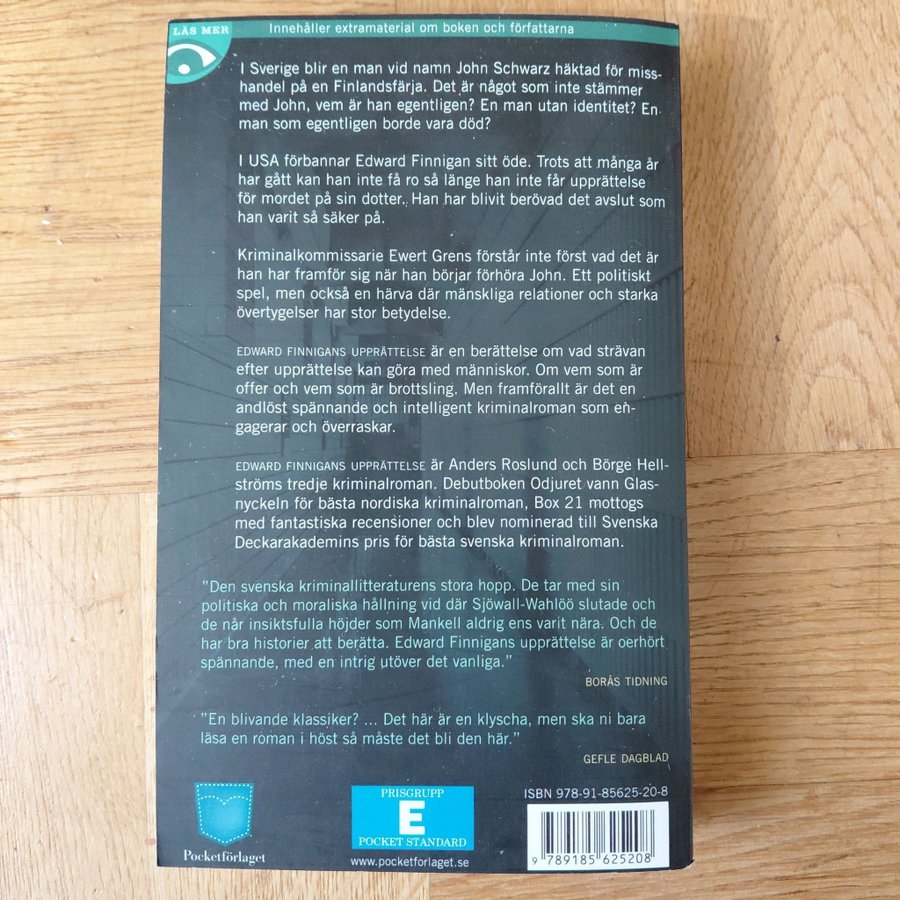 LÄS MER
Innehåller extramaterial om boken och författarna
I Sverige blir en man vid namn John Schwarz häktad för miss-
handel på en Finlandsfärja. Det är något som inte stämmer
med John, vem är han egentligen? En man utan identitet? En
man som egentligen borde vara död?
I USA förbannar Edward Finnigan sitt öde. Trots att många år
har gått kan han inte få ro så länge han inte får upprättelse
för mordet på sin dotter. Han har blivit berövad det avslut som
han varit så säker på.
Kriminalkommissarie Ewert Grens förstår inte först vad det är
han har framför sig när han börjar förhöra John. Ett politiskt
spel, men också en härva där mänskliga relationer och starka
övertygelser har stor betydelse.
EDWARD FINNIGANS UPPRÄTTELSE är en berättelse om vad strävan
efter upprättelse kan göra med människor. Om vem som är
offer och vem som är brottsling. Men framförallt är det en
andlöst spännande och intelligent kriminalroman som en-
gagerar och överraskar.
EDWARD FINNIGANS UPPRÄTTELSE är Anders Roslund och Börge Hell-
ströms tredje kriminalroman. Debutboken Odjuret vann Glas-
nyckeln för bästa nordiska kriminalroman, Box 21 mottogs
med fantastiska recensioner och blev nominerad till Svenska
Deckarakademins pris för bästa svenska kriminalroman.
”Den svenska kriminallitteraturens stora hopp. De tar med sin
politiska och moraliska hållning vid där Sjöwall-Wahlöö slutade och
de når insiktsfulla höjder som Mankell aldrig ens varit nära. Och de
har bra historier att berätta. Edward Finnigans upprättelse är oerhört
spännande, med en intrig utöver det vanliga.”
BORÅS TIDNING
”En blivande klassiker? ... Det här är en klyscha, men ska ni bara
läsa en roman i höst så måste det bli den här.”
GEFLE DAGBLAD
Pocketförlaget
PRISGRUPP
E
POCKET STANDARD
www.pocketforlaget.se
ISBN 978-91-85625-20-8
9 789185 625208